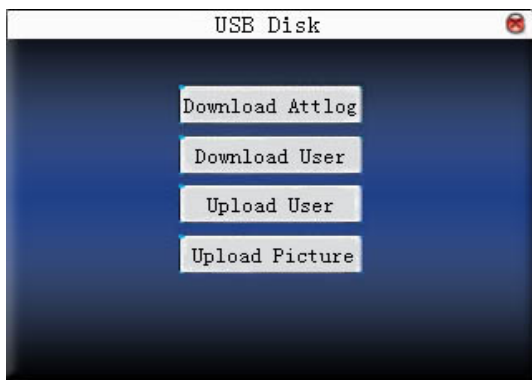 USB Disk
Download Attlog
Download User
Upload User
Upload Picture